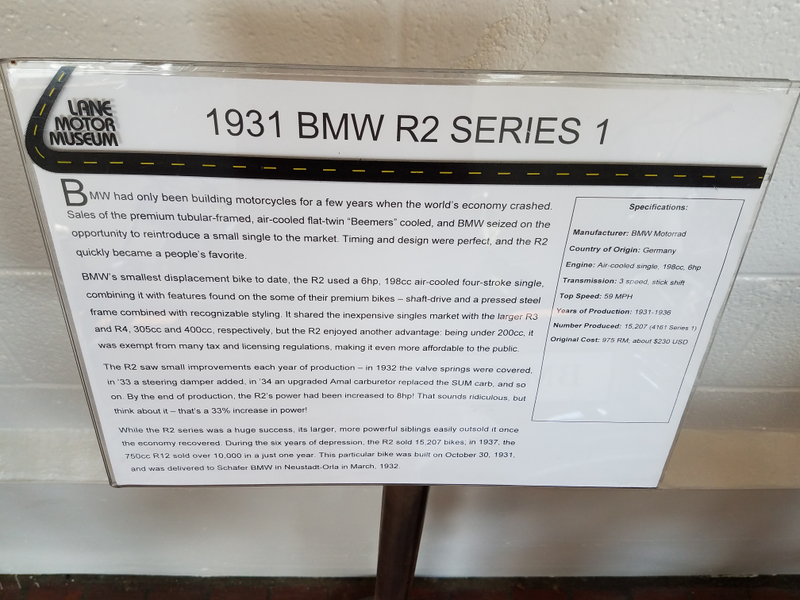 LANE
MOTOR
MUSEUM
1931 BMW R2 SERIES 1
BMW had only been building motorcycles for a few years when the world's economy crashed.
Sales of the premium tubular-framed, air-cooled flat-twin "Beemers" cooled, and BMW seized on the
opportunity to reintroduce a small single to the market. Timing and design were perfect, and the R2
quickly became a people's favorite.
BMW's smallest displacement bike to date, the R2 used a 6hp, 198cc air-cooled four-stroke single,
combining it with features found on the some of their premium bikes – shaft-drive and a pressed steel
frame combined with recognizable styling. It shared the inexpensive singles market with the larger R3
and R4, 305cc and 400cc, respectively, but the R2 enjoyed another advantage: being under 200cc, it
was exempt from many tax and licensing regulations, making it even more affordable to the public.
The R2 saw small improvements each year of production – in 1932 the valve springs were covered,
in '33 a steering damper added, in '34 an upgraded Amal carburetor replaced the SUM carb, and so
on. By the end of production, the R2's power had been increased to 8hp! That sounds ridiculous, but
think about it – that's a 33% increase in power!
While the R2 series was a huge success, its larger, more powerful siblings easily outsold it once
the economy recovered. During the six years of depression, the R2 sold 15,207 bikes; in 1937, the
750cc R12 sold over 10,000 in a just one year. This particular bike was built on October 30, 1931,
and was delivered to Schafer BMW in Neustadt-Orla in March, 1932.
Specifications:
Manufacturer: BMW Motorrad
Country of Origin: Germany
Engine: Air-cooled single, 198cc, 6hp
Transmission: 3 speed, stick shift
Top Speed: 59 MPH
Years of Production: 1931-1936
Number Produced: 15,207 (4161 Series 1)
Original Cost: 975 RM; about $230 USD